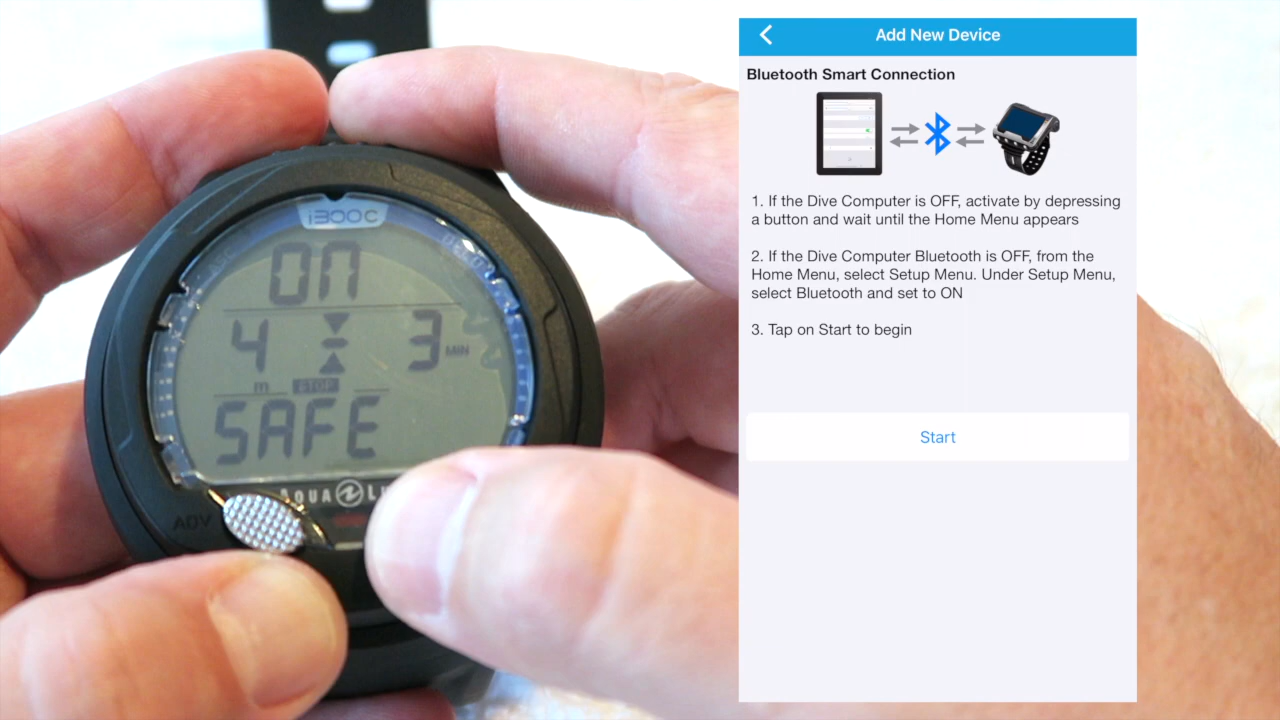 i300C
ON
4 3 MIN
m STOP
SAFE
AQUA LU
ADV
Add New Device
Bluetooth Smart Connection
1. If the Dive Computer is OFF, activate by depressing
a button and wait until the Home Menu appears
2. If the Dive Computer Bluetooth is OFF, from the
Home Menu, select Setup Menu. Under Setup Menu,
select Bluetooth and set to ON
3. Tap on Start to begin
Start